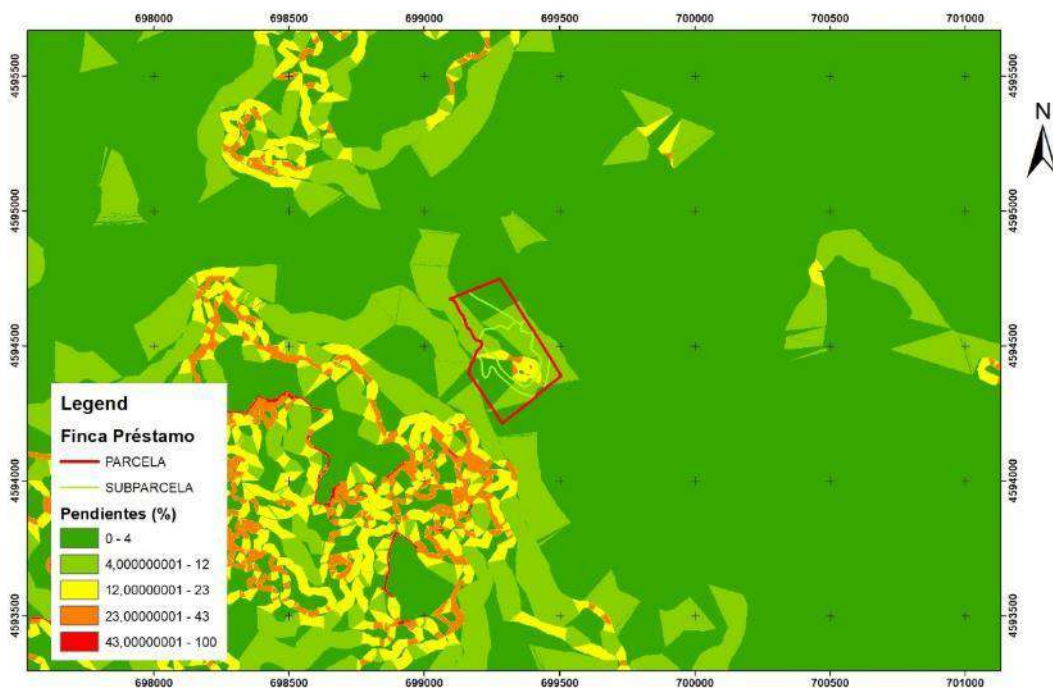 698000 698500 699000 699500 700000 700500 701000
4595500 4595500
N
4595000 4595000
4594500 4594500
Legend
Finca Préstamo
PARCELA
SUBPARCELA
4594000 4594000
Pendientes (%)
0 - 4
4,000000001 - 12
12,00000001 - 23
4593500 4593500
23,00000001 - 43
43,00000001 - 100
698000 698500 699000 699500 700000 700500 701000